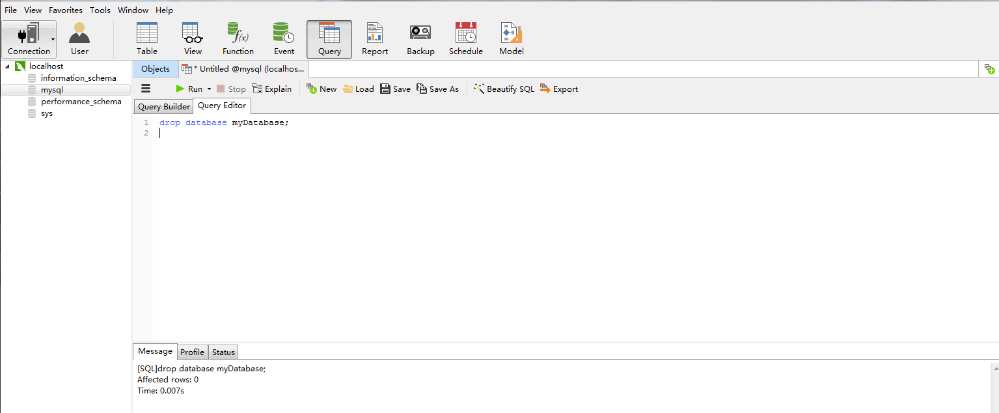 File View Favorites Tools Window Help
Connection User Table View Function Event Query Report Backup Schedule Model
localhost
information_schema
mysql
performance_schema
sys
Objects * Untitled @mysql (localhos...
Run Stop Explain New Load Save Save As Beautify SQL Export
Query Builder Query Editor
1 drop database myDatabase;
2
Message Profile Status
[SQL]drop database myDatabase;
Affected rows: 0
Time: 0.007s